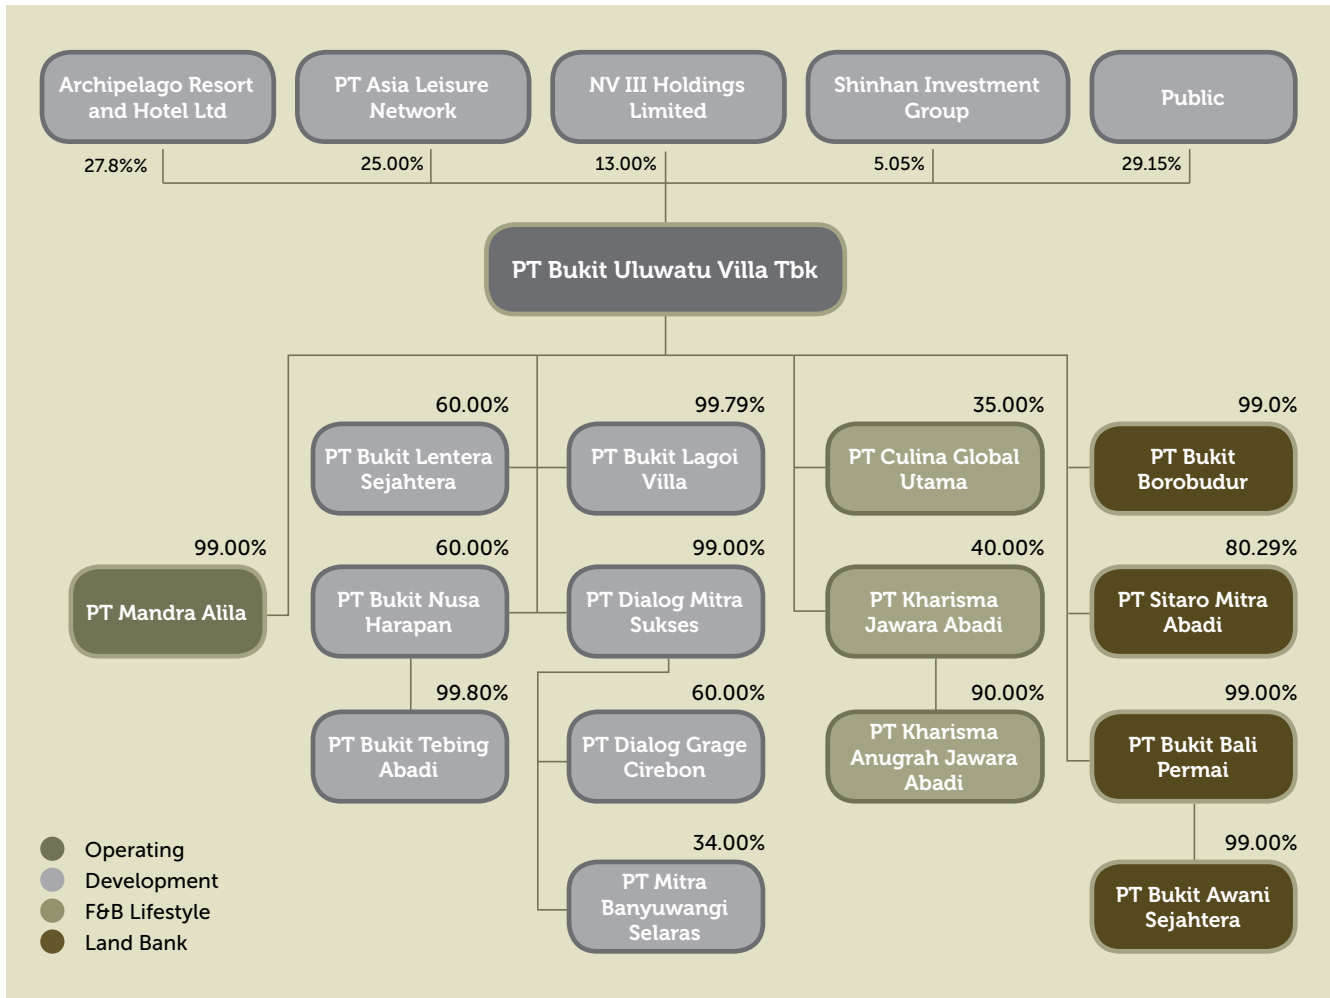 Archipelago Resort
and Hotel Ltd
PT Asia Leisure
Network
NV III Holdings
Limited
Shinhan Investment
Group
Public
27.8%%
25.00%
13.00%
5.05%
29.15%
PT Bukit Uluwatu Villa Tbk
60.00%
99.79%
35.00%
99.0%
PT Bukit Lentera
Sejahtera
PT Bukit Lagoi
Villa
PT Culina Global
Utama
PT Bukit
Borobudur
99.00%
60.00%
99.00%
40.00%
80.29%
PT Mandra Alila
PT Bukit Nusa
Harapan
PT Dialog Mitra
Sukses
PT Kharisma
Jawara Abadi
PT Sitaro Mitra
Abadi
99.80%
60.00%
90.00%
99.00%
PT Bukit Tebing
Abadi
PT Dialog Grage
Cirebon
PT Kharisma
Anugrah Jawara
Abadi
PT Bukit Bali
Permai
34.00%
99.00%
PT Mitra
Banyuwangi
Selaras
PT Bukit Awani
Sejahtera
Operating
Development
F&B Lifestyle
Land Bank